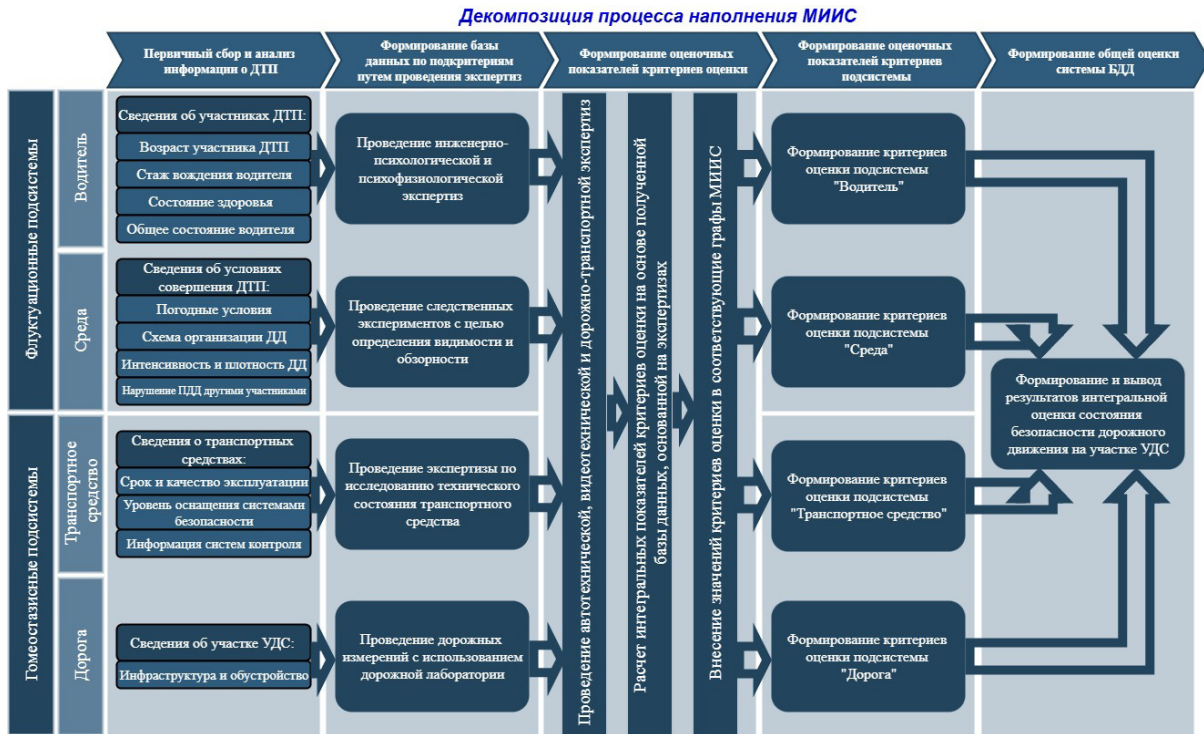 Декомпозиция процесса наполнения МИИС
Первичный сбор и анализ
информации о ДТП
Формирование базы
данных по подкритериям
путем проведения экспертиз
Формирование оценочных
показателей критериев оценки
Формирование оценочных
показателей критериев
подсистемы
Формирование общей оценки
системы БДД
Флуктуационные подсистемы
Водитель
Сведения об участниках ДТП:
Возраст участника ДТП
Стаж вождения водителя
Состояние здоровья
Общее состояние водителя
Проведение инженерно-
психологической и
психофизиологической
экспертиз
Среда
Сведения об условиях
совершения ДТП:
Погодные условия
Схема организации ДД
Интенсивность и плотность ДД
Нарушение ПДД другими участниками
Проведение следственных
экспериментов с целью
определения видимости и
обзорности
Гомеостазисные подсистемы
Транспортное
средство
Сведения о транспортных
средствах:
Срок и качество эксплуатации
Уровень оснащения системами
безопасности
Информация систем контроля
Проведение экспертизы по
исследованию технического
состояния транспортного
средства
Дорога
Сведения об участке УДС:
Инфраструктура и обустройство
Проведение дорожных
измерений с использованием
дорожной лаборатории
Проведение автотехнической, видеотехнической и дорожно-транспортной экспертиз
Расчет интегральных показателей критериев оценки на основе полученной
базы данных, основанной на экспертизах
Внесение значений критериев оценки в соответствующие графы МИИС
Формирование критериев
оценки подсистемы
"Водитель"
Формирование критериев
оценки подсистемы
"Среда"
Формирование критериев
оценки подсистемы
"Транспортное средство"
Формирование критериев
оценки подсистемы
"Дорога"
Формирование и вывод
результатов интегральной
оценки состояния
безопасности дорожного
движения на участке УДС